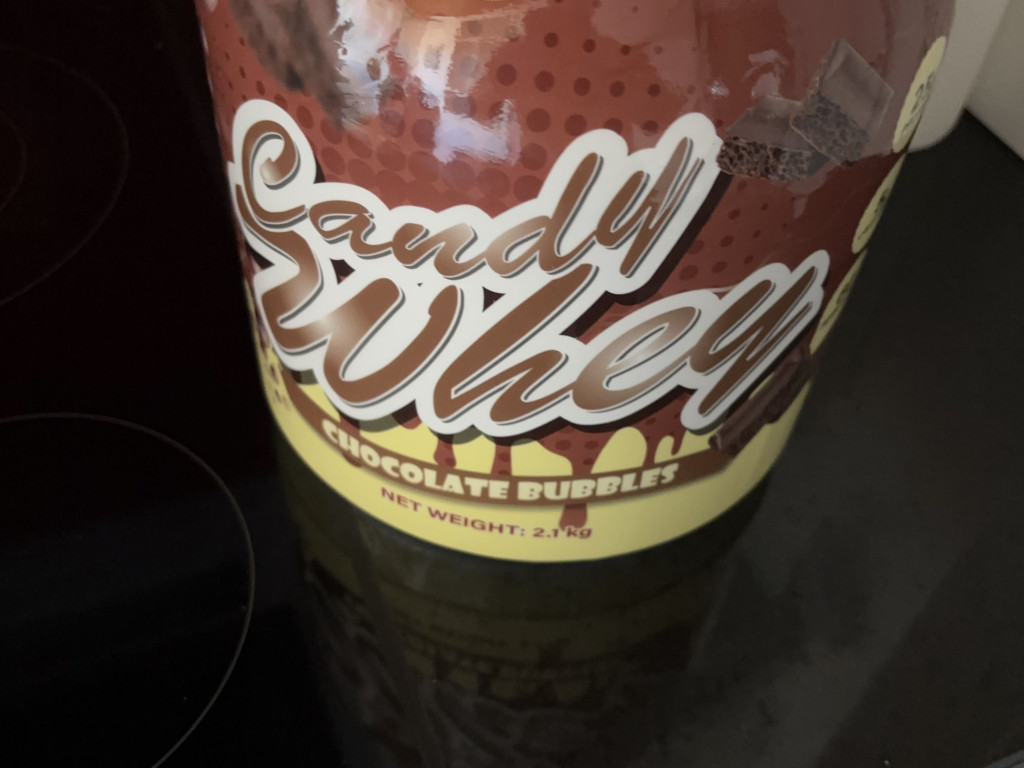 Candy
Whey
CHOCOLATE BUBBLES
NET WEIGHT: 2.1 kg